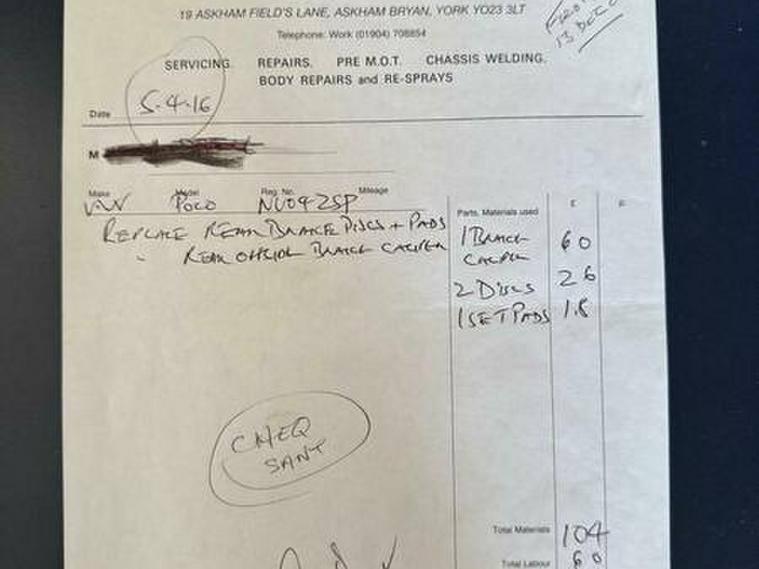 19 ASKHAM FIELD'S LANE, ASKHAM BRYAN, YORK YO23 3LT
Telephone: Work (01904) 708854
13 DEC
SERVICING. REPAIRS. PRE M.O.T. CHASSIS WELDING.
BODY REPAIRS and RE-SPRAYS
Date 5-4-16
M
Make Model Reg. No. Mileage
V.W POLO NU04 ZSP
Parts, Materials used £ p
REPLACE REAR BRAKE DISCS + PADS
" REAR OFFSIDE BRAKE CALIPER
1 BRAKE CALIPER 60
2 DISCS 26
1 SET PADS 18
CHEQ
SANT
Total Materials 104
Total Labour 60